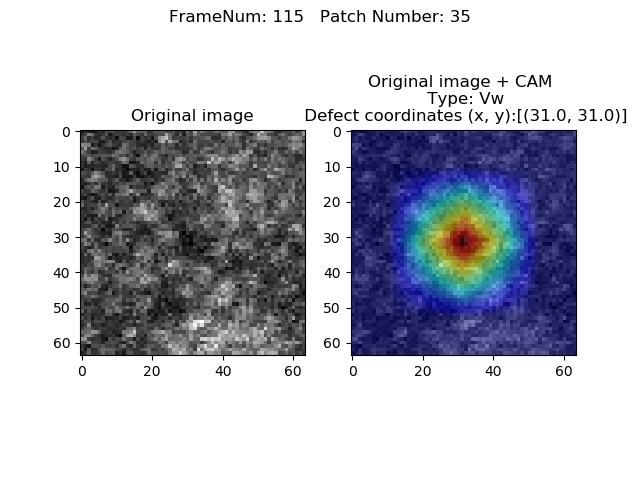 FrameNum: 115   Patch Number: 35
Original image
0
10
20
30
40
50
60
0 20 40 60
Original image + CAM
Type: Vw
Defect coordinates (x, y):[(31.0, 31.0)]
0
10
20
30
40
50
60
0 20 40 60